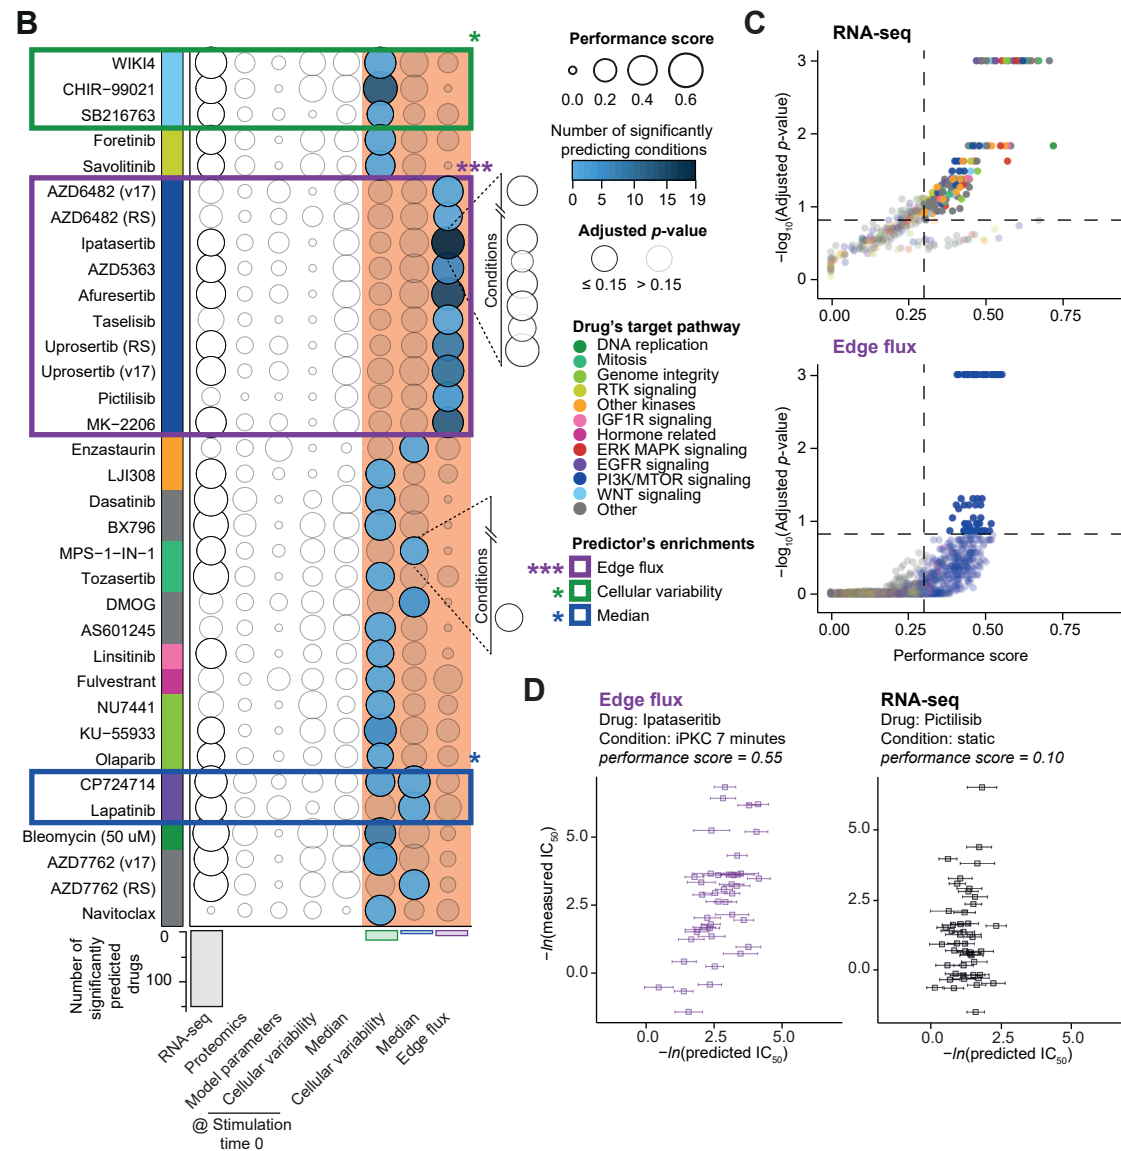 B
*
WIKI4
CHIR−99021
SB216763
Foretinib
Savolitinib
***
AZD6482 (v17)
AZD6482 (RS)
Ipatasertib
AZD5363
Afuresertib
Taselisib
Uprosertib (RS)
Uprosertib (v17)
Pictilisib
MK−2206
Enzastaurin
LJI308
Dasatinib
BX796
MPS−1−IN−1
Tozasertib
DMOG
AS601245
Linsitinib
Fulvestrant
NU7441
KU−55933
Olaparib
*
CP724714
Lapatinib
Bleomycin (50 uM)
AZD7762 (v17)
AZD7762 (RS)
Navitoclax
Conditions
Conditions
Number of
significantly
predicted
drugs
0
100
RNA-seq
Proteomics
Model parameters
Cellular variability
Median
Cellular variability
Median
Edge flux
@ Stimulation
time 0
Performance score
0.0 0.2 0.4 0.6
Number of significantly
predicting conditions
0 5 10 15 19
Adjusted p-value
≤ 0.15 > 0.15
Drug's target pathway
DNA replication
Mitosis
Genome integrity
RTK signaling
Other kinases
IGF1R signaling
Hormone related
ERK MAPK signaling
EGFR signaling
PI3K/MTOR signaling
WNT signaling
Other
Predictor's enrichments
*** Edge flux
* Cellular variability
* Median
C
RNA-seq
−log10(Adjusted p-value)
3
2
1
0
0.00 0.25 0.50 0.75
Edge flux
−log10(Adjusted p-value)
3
2
1
0
0.00 0.25 0.50 0.75
Performance score
D
Edge flux
Drug: Ipataseritib
Condition: iPKC 7 minutes
performance score = 0.55
−ln(measured IC50)
5.0
2.5
0.0
0.0 2.5 5.0
−ln(predicted IC50)
RNA-seq
Drug: Pictilisib
Condition: static
performance score = 0.10
5.0
2.5
0.0
0.0 2.5 5.0
−ln(predicted IC50)